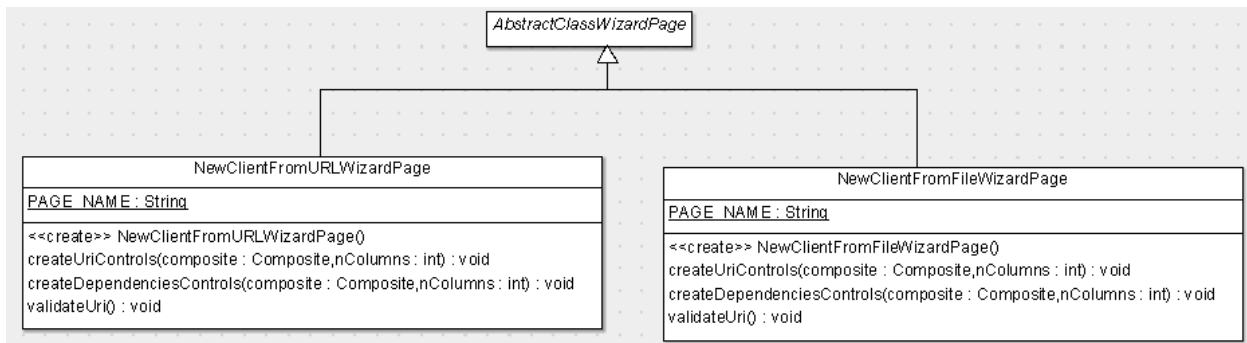 AbstractClassWizardPage
NewClientFromURLWizardPage
PAGE_NAME : String
<<create>> NewClientFromURLWizardPage()
createUriControls(composite : Composite,nColumns : int) : void
createDependenciesControls(composite : Composite,nColumns : int) : void
validateUri() : void
NewClientFromFileWizardPage
PAGE_NAME : String
<<create>> NewClientFromFileWizardPage()
createUriControls(composite : Composite,nColumns : int) : void
createDependenciesControls(composite : Composite,nColumns : int) : void
validateUri() : void